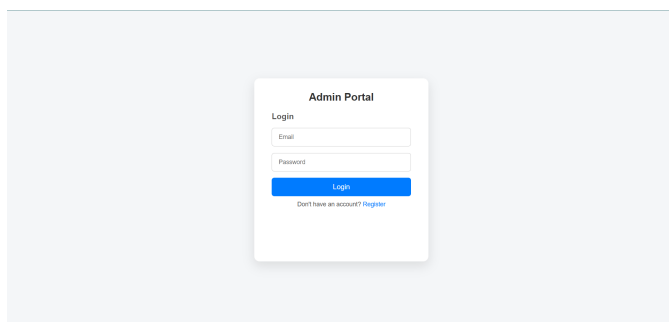 Admin Portal
Login
Email
Password
Login
Don't have an account? Register